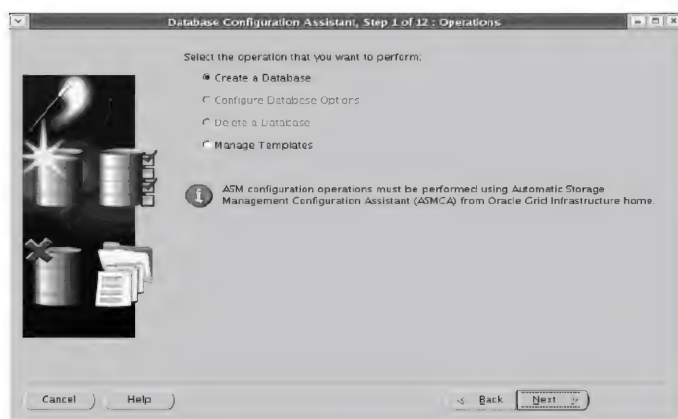 Database Configuration Assistant, Step 1 of 12 : Operations
Select the operation that you want to perform:
Create a Database
Configure Database Options
Delete a Database
Manage Templates
ASM configuration operations must be performed using Automatic Storage
Management Configuration Assistant (ASMCA) from Oracle Grid Infrastructure home.
Cancel
Help
Back
Next